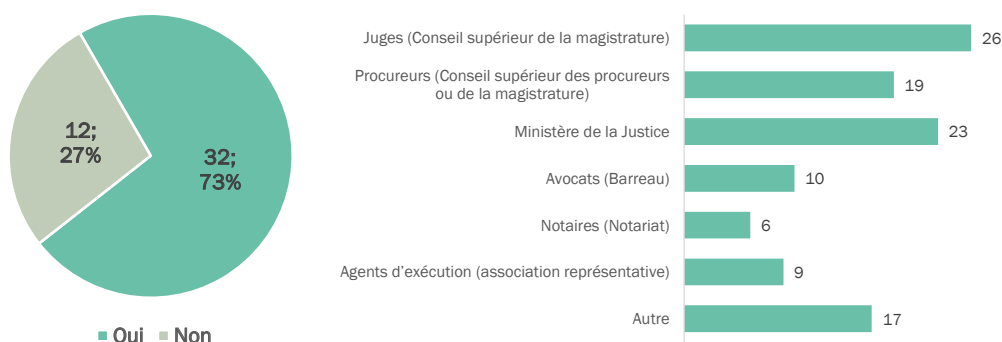 12;
27%
32;
73%
Oui
Non
Juges (Conseil supérieur de la magistrature)
26
Procureurs (Conseil supérieur des procureurs
ou de la magistrature)
19
Ministère de la Justice
23
Avocats (Barreau)
10
Notaires (Notariat)
6
Agents d’exécution (association représentative)
9
Autre
17